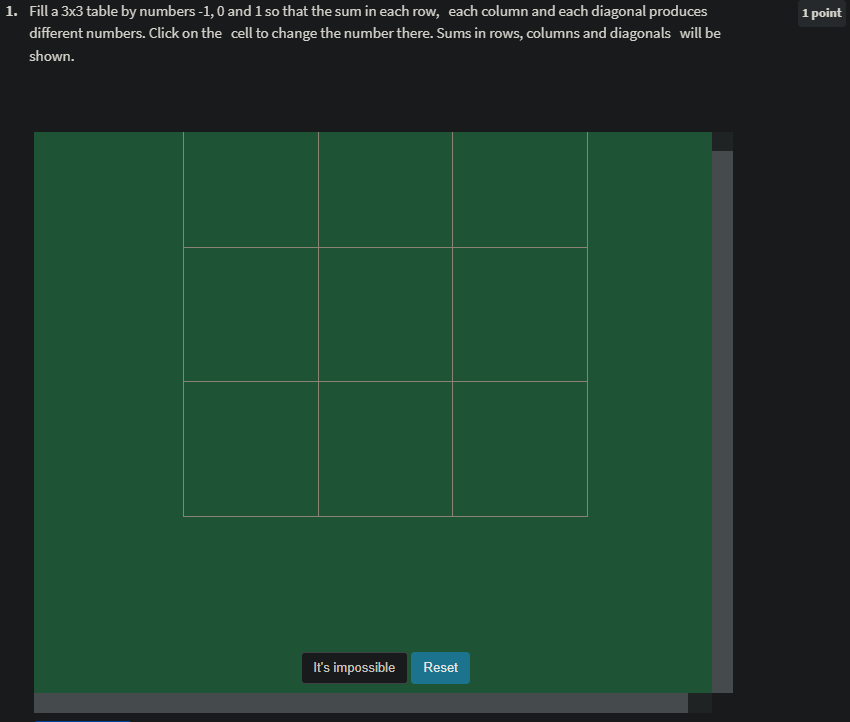 1. Fill a 3x3 table by numbers -1, 0 and 1 so that the sum in each row, each column and each diagonal produces
1 point
different numbers. Click on the cell to change the number there. Sums in rows, columns and diagonals will be
shown.
It's impossible
Reset